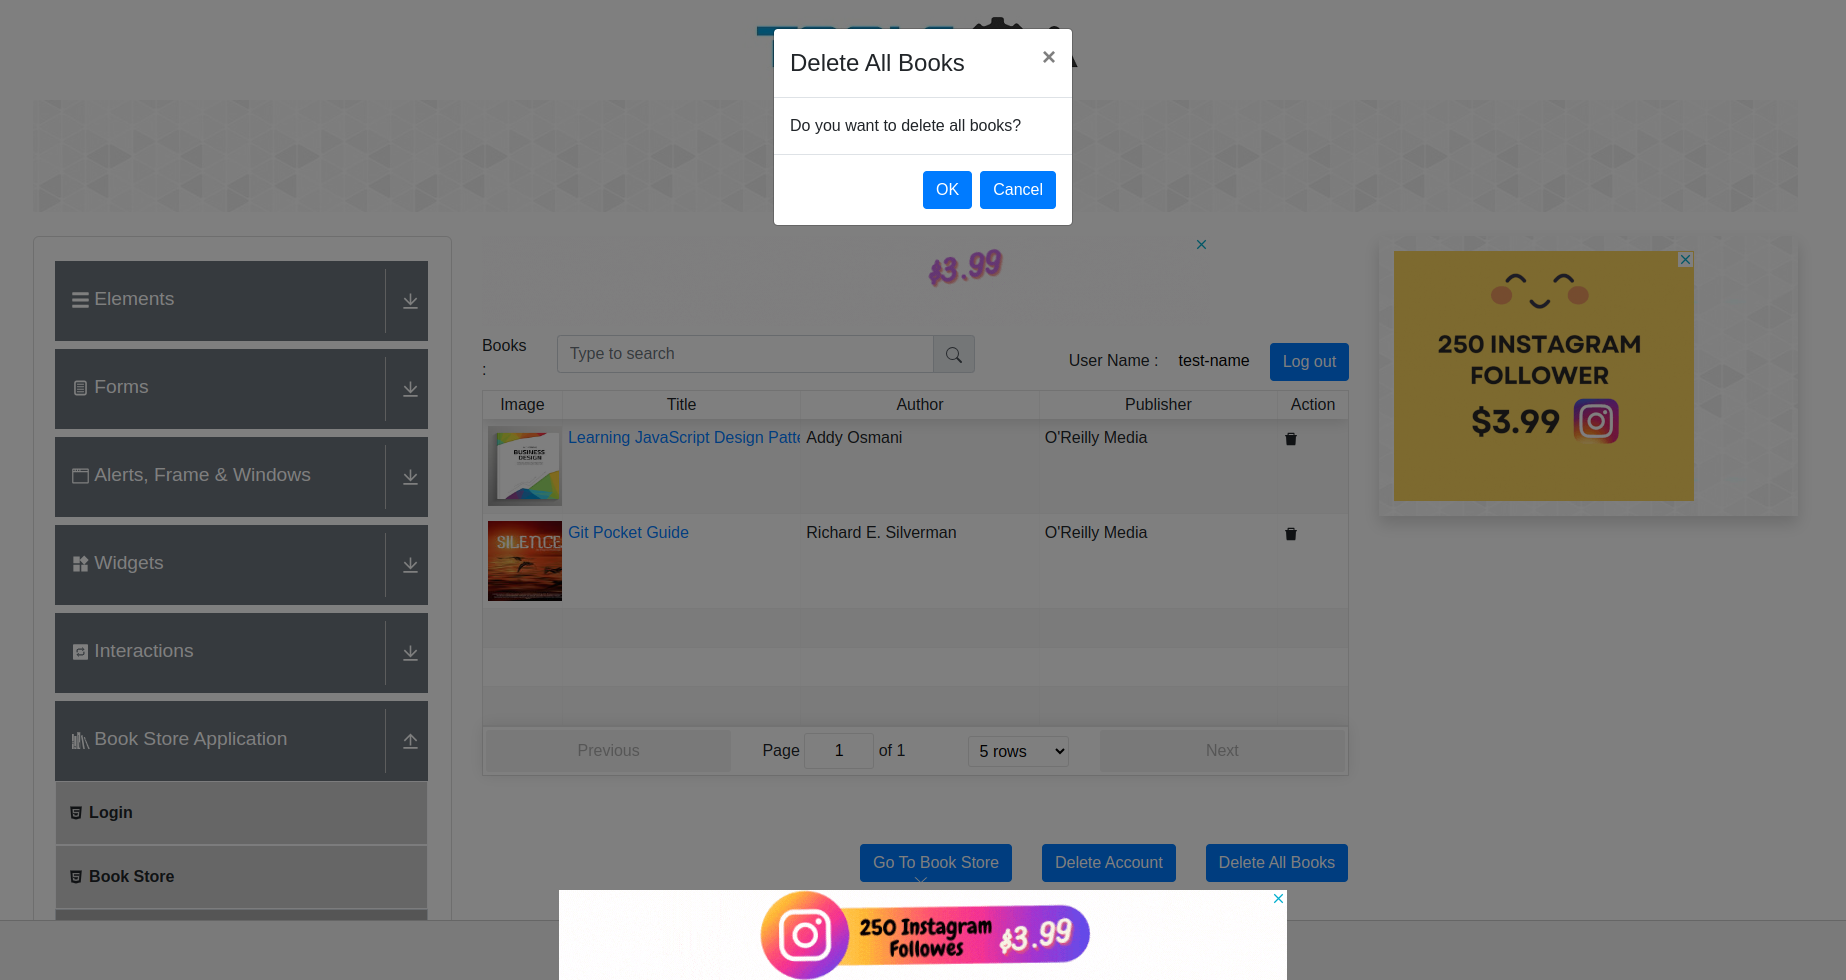 Delete All Books
×
Do you want to delete all books?
OK
Cancel
$3.99
Elements
Forms
Alerts, Frame & Windows
Widgets
Interactions
Book Store Application
Login
Book Store
Books :
Type to search
User Name :
test-name
Log out
Image Title Author Publisher Action
BUSINESS
DESIGN
Learning JavaScript Design Patte Addy Osmani O'Reilly Media
SILENCE
Git Pocket Guide Richard E. Silverman O'Reilly Media
Previous
Page 1 of 1
5 rows
Next
Go To Book Store
Delete Account
Delete All Books
250 INSTAGRAM
FOLLOWER
$3.99
250 Instagram
Followes
$3.99